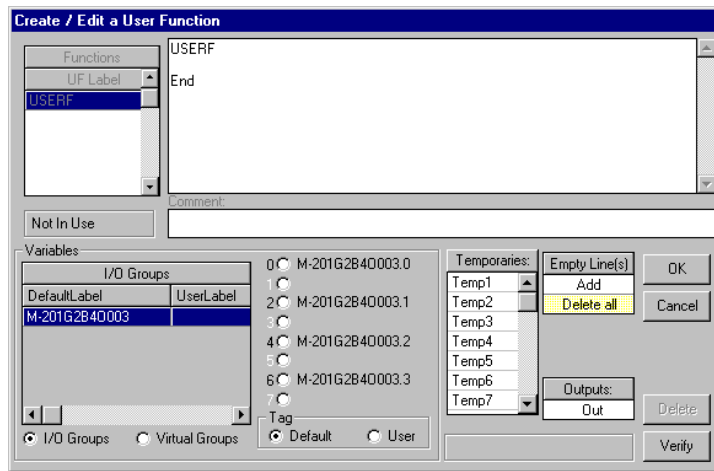 Create / Edit a User Function
Functions
UF Label
USERF
USERF
End
Comment:
Not In Use
Variables
I/O Groups
DefaultLabel UserLabel
M-201G2B4O003
0 M-201G2B4O003.0
1
2 M-201G2B4O003.1
3
4 M-201G2B4O003.2
5
6 M-201G2B4O003.3
7
I/O Groups Virtual Groups
Tag
Default User
Temporaries:
Temp1
Temp2
Temp3
Temp4
Temp5
Temp6
Temp7
Empty Line(s)
Add
Delete all
Outputs:
Out
OK
Cancel
Delete
Verify